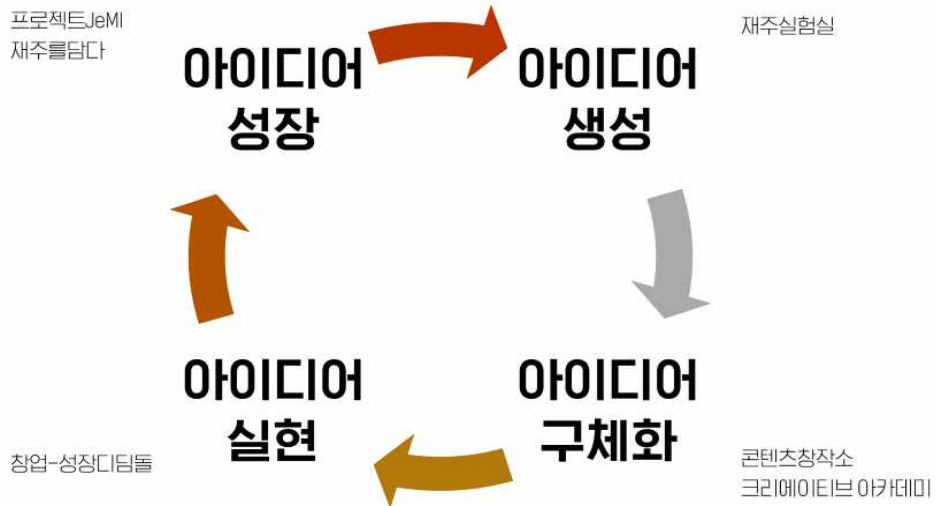 프로젝트JeMI
재주를담다
아이디어
성장
아이디어
생성
재주실험실
창업-성장디딤돌
아이디어
실현
아이디어
구체화
콘텐츠창작소
크리에이티브 아카데미